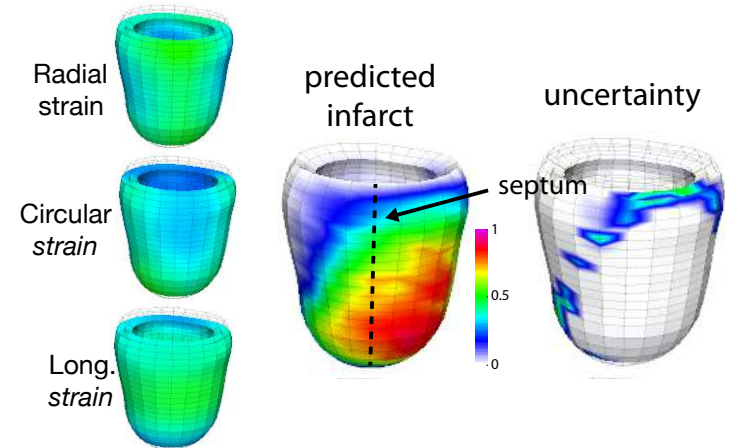 Radial
strain
Circular
strain
Long.
strain
predicted
infarct
septum
1
0.5
0
uncertainty